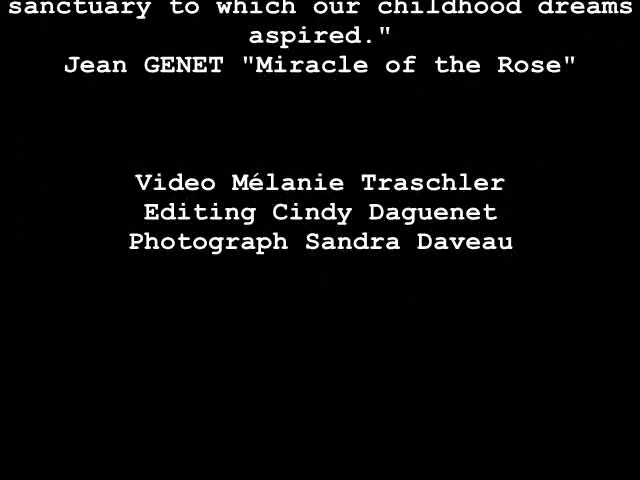 sanctuary to which our childhood dreams
aspired."
Jean GENET "Miracle of the Rose"
Video Mélanie Traschler
Editing Cindy Daguenet
Photograph Sandra Daveau